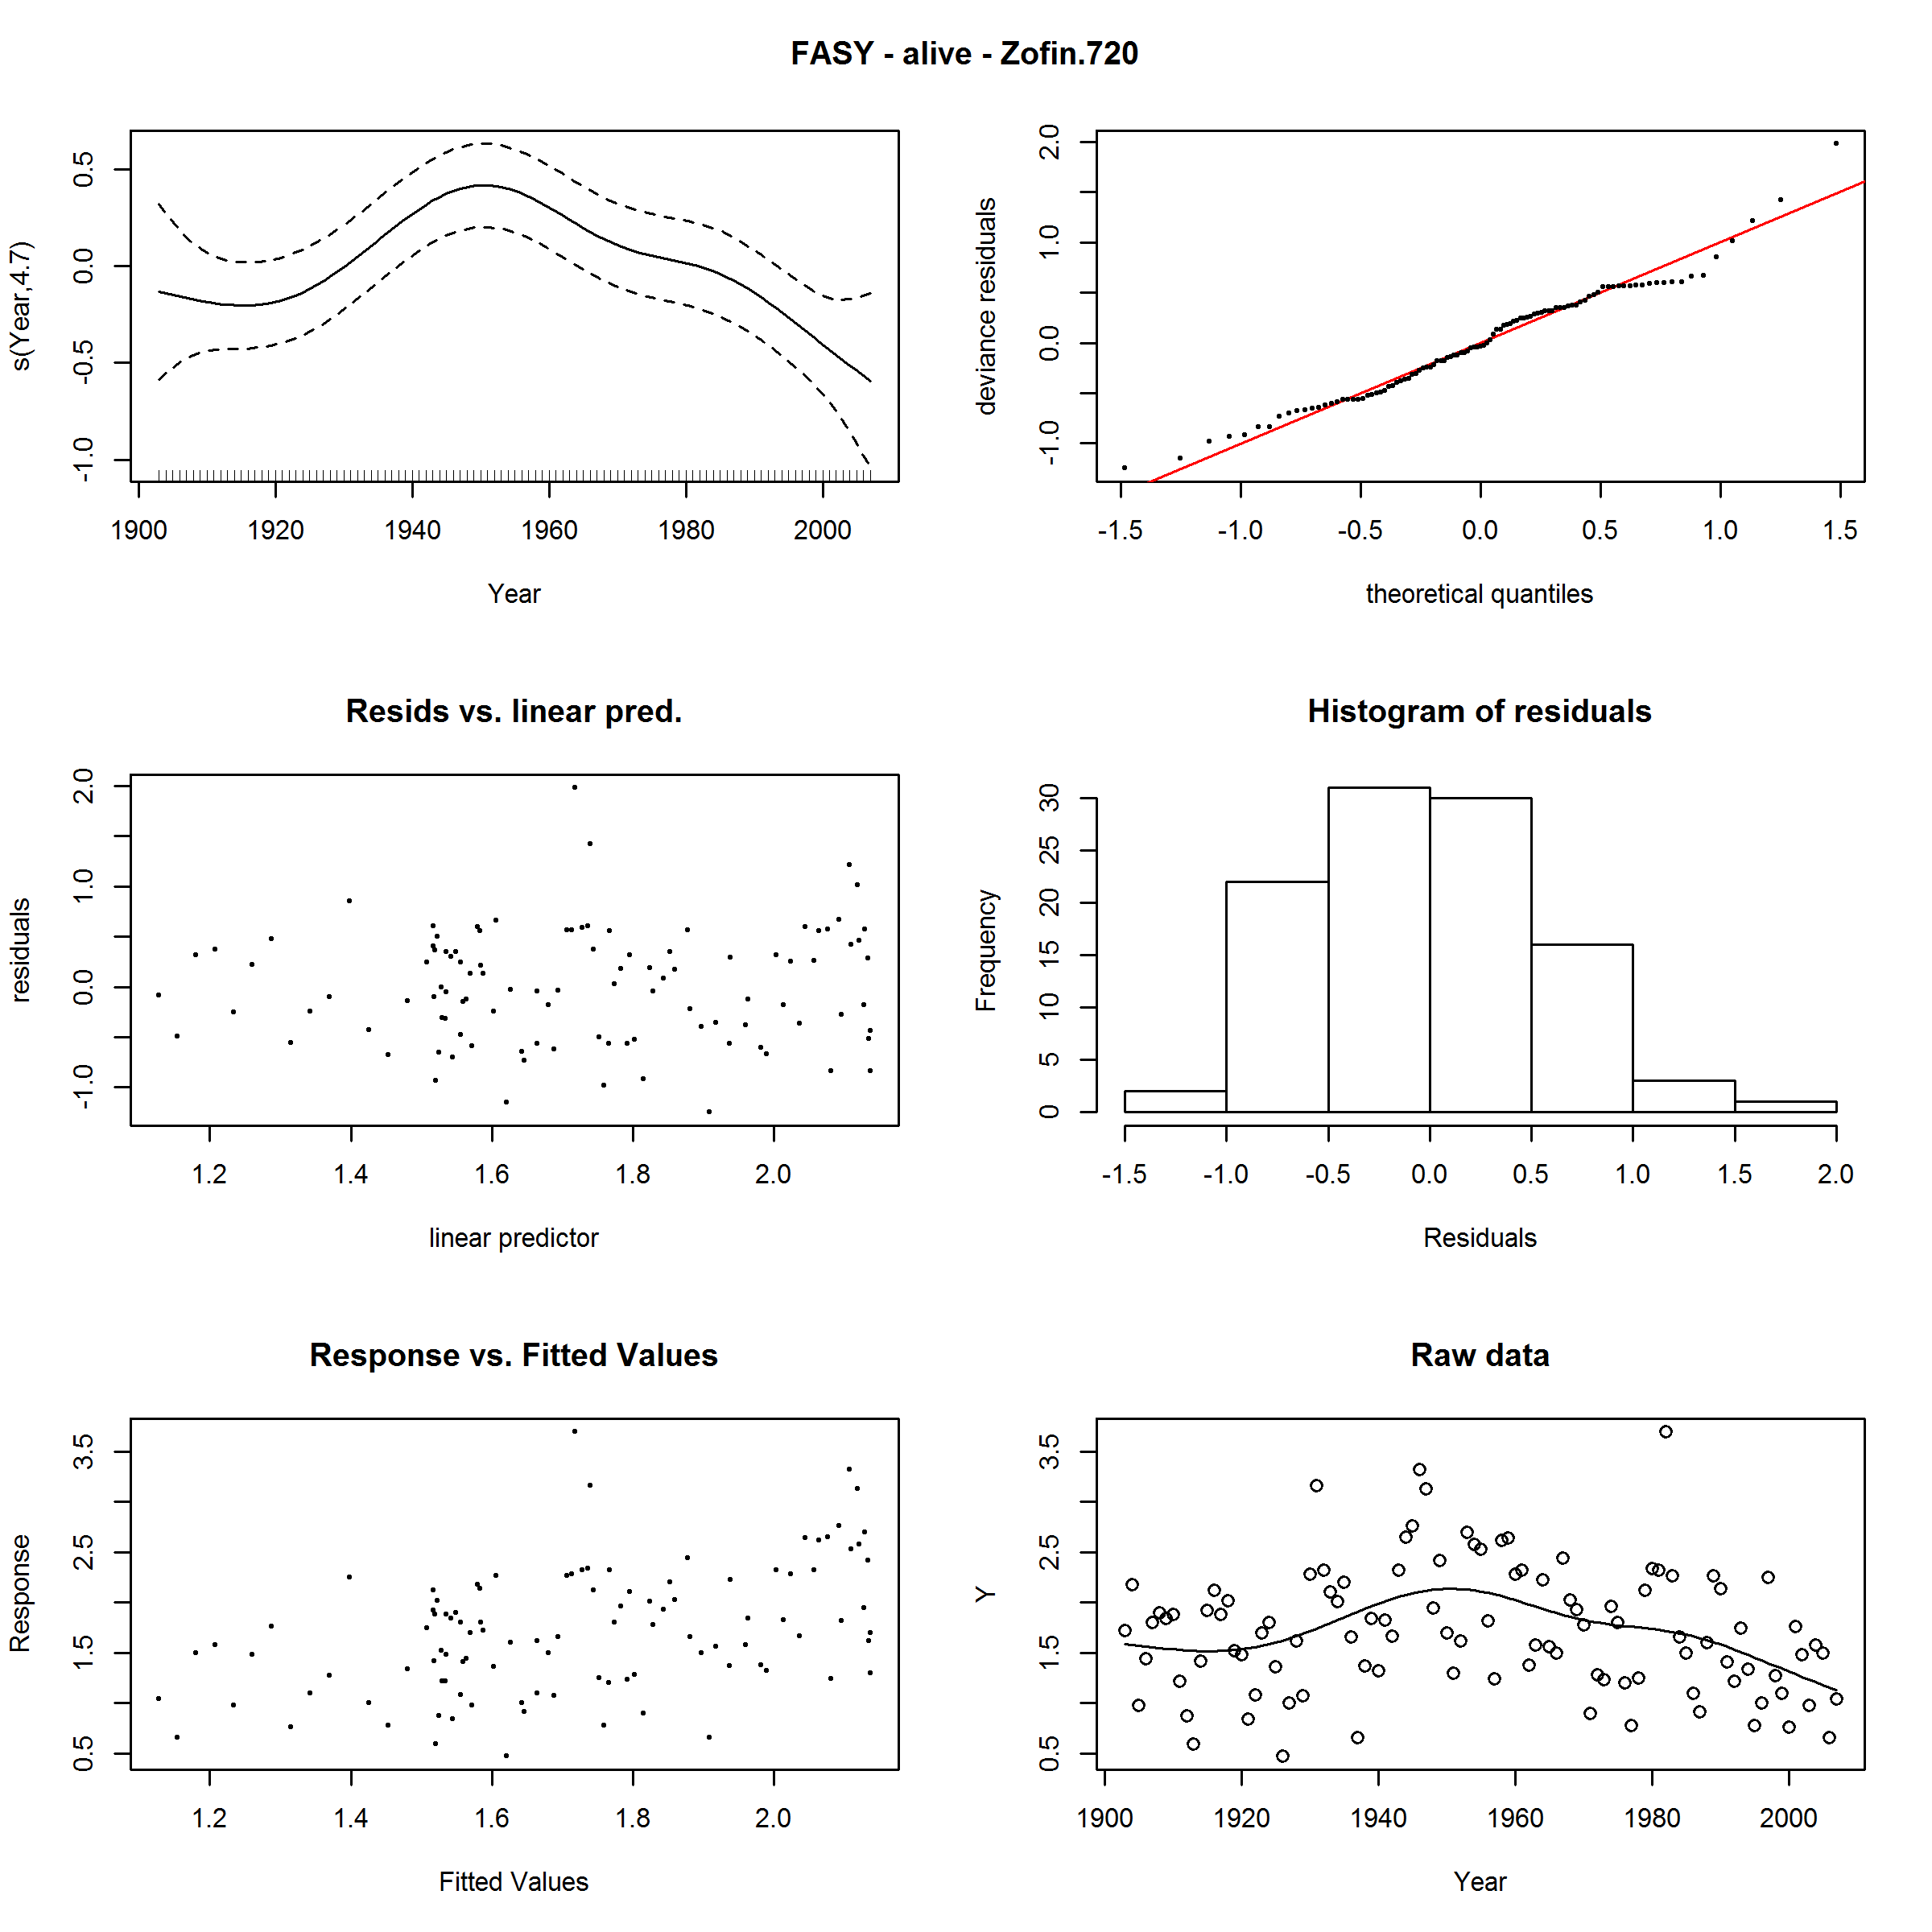 FASY - alive - Zofin.720
s(Year,4.7)
0.5
0.0
-0.5
-1.0
1900 1920 1940 1960 1980 2000
Year
deviance residuals
2.0
1.0
0.0
-1.0
-1.5 -1.0 -0.5 0.0 0.5 1.0 1.5
theoretical quantiles
Resids vs. linear pred.
residuals
2.0
1.0
0.0
-1.0
1.2 1.4 1.6 1.8 2.0
linear predictor
Histogram of residuals
Frequency
30
25
20
15
10
5
0
-1.5 -1.0 -0.5 0.0 0.5 1.0 1.5 2.0
Residuals
Response vs. Fitted Values
Response
3.5
2.5
1.5
0.5
1.2 1.4 1.6 1.8 2.0
Fitted Values
Raw data
Y
3.5
2.5
1.5
0.5
1900 1920 1940 1960 1980 2000
Year